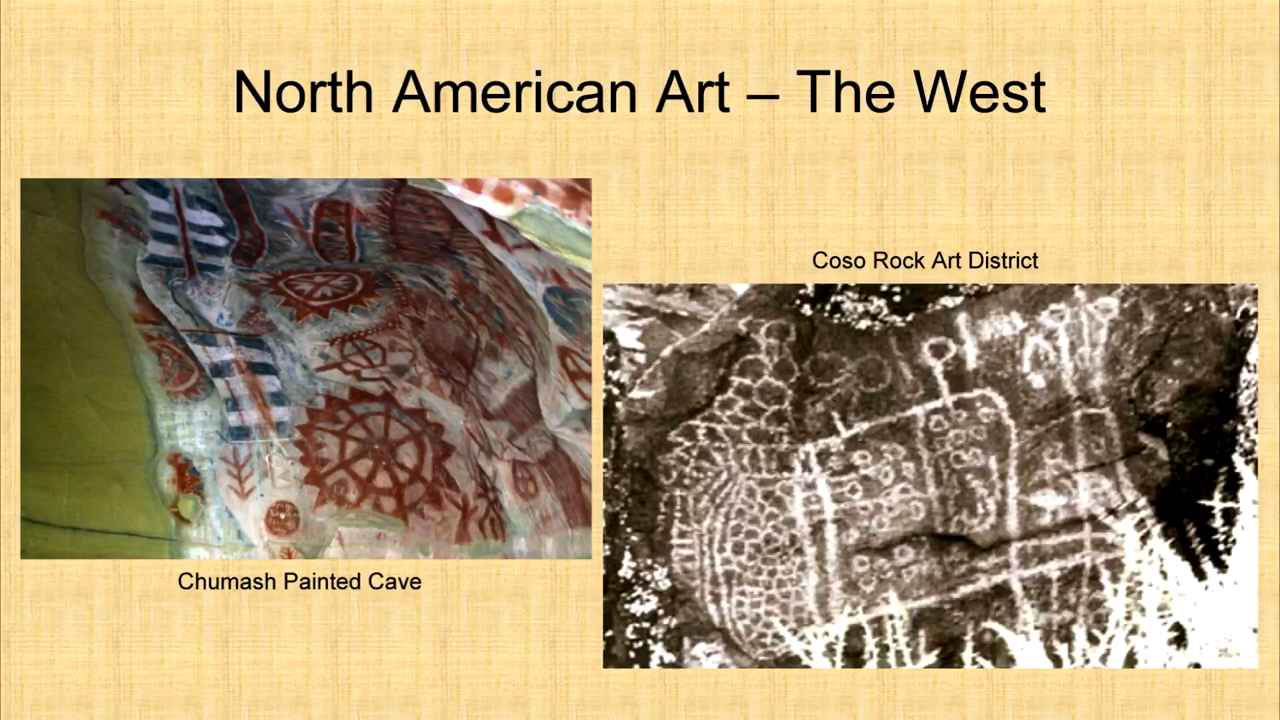 North American Art – The West
Coso Rock Art District
Chumash Painted Cave